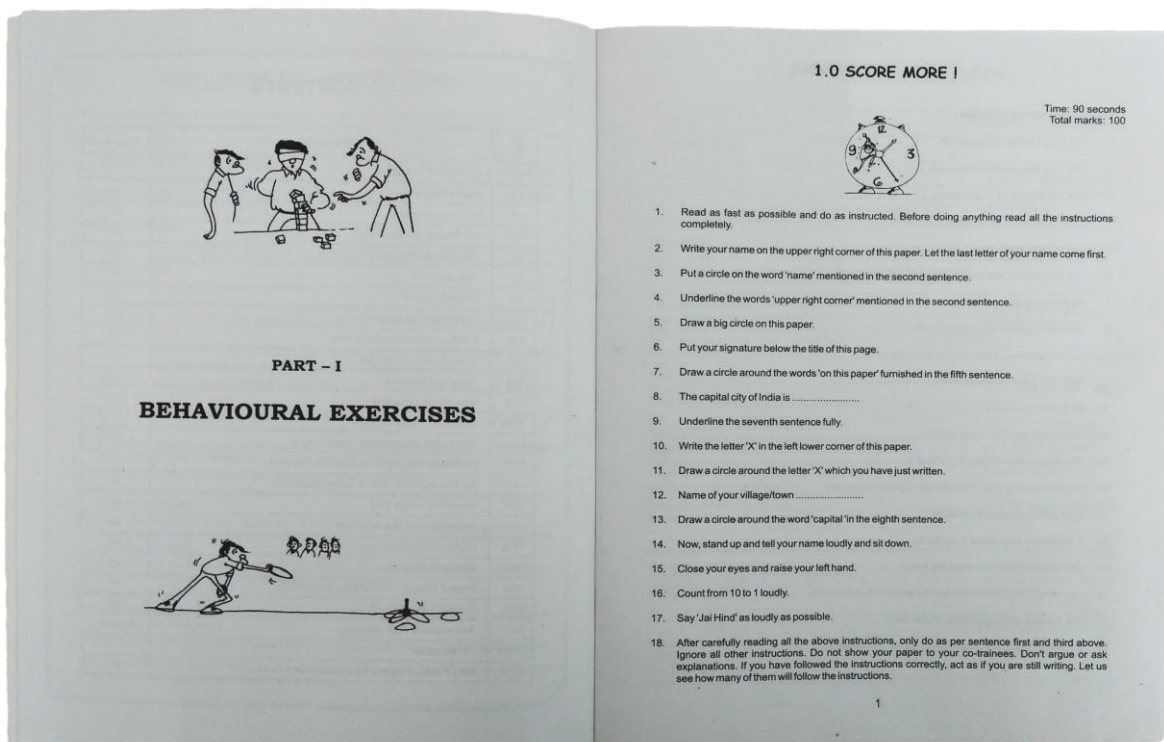 PART – I
BEHAVIOURAL EXERCISES
1.0 SCORE MORE !
Time: 90 seconds
Total marks: 100
12
9
3
6
1. Read as fast as possible and do as instructed. Before doing anything read all the instructions
completely.
2. Write your name on the upper right corner of this paper. Let the last letter of your name come first.
3. Put a circle on the word 'name' mentioned in the second sentence.
4. Underline the words 'upper right corner' mentioned in the second sentence.
5. Draw a big circle on this paper.
6. Put your signature below the title of this page.
7. Draw a circle around the words 'on this paper' furnished in the fifth sentence.
8. The capital city of India is ........................
9. Underline the seventh sentence fully.
10. Write the letter 'X' in the left lower corner of this paper.
11. Draw a circle around the letter 'X' which you have just written.
12. Name of your village/town ........................
13. Draw a circle around the word 'capital 'in the eighth sentence.
14. Now, stand up and tell your name loudly and sit down.
15. Close your eyes and raise your left hand.
16. Count from 10 to 1 loudly.
17. Say 'Jai Hind' as loudly as possible.
18. After carefully reading all the above instructions, only do as per sentence first and third above.
Ignore all other instructions. Do not show your paper to your co-trainees. Don't argue or ask
explanations. If you have followed the instructions correctly, act as if you are still writing. Let us
see how many of them will follow the instructions.
1